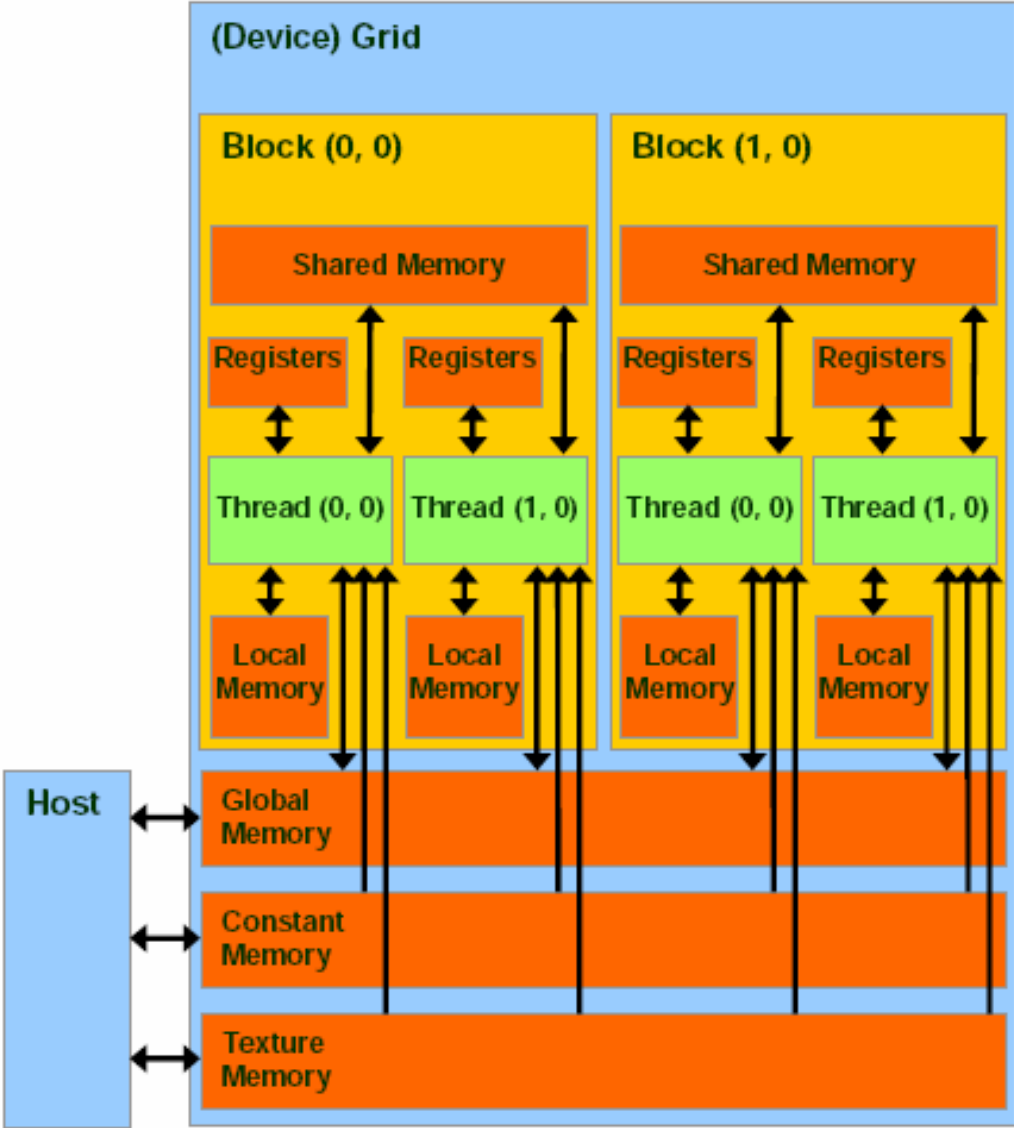 (Device) Grid
Block (0, 0)
Block (1, 0)
Shared Memory
Shared Memory
Registers
Registers
Registers
Registers
Thread (0, 0)
Thread (1, 0)
Thread (0, 0)
Thread (1, 0)
Local
Memory
Local
Memory
Local
Memory
Local
Memory
Host
Global
Memory
Constant
Memory
Texture
Memory